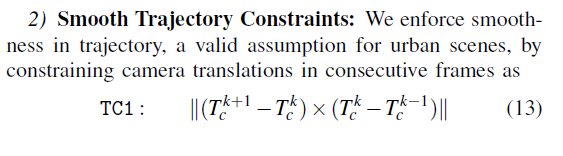 2) Smooth Trajectory Constraints: We enforce smooth-
ness in trajectory, a valid assumption for urban scenes, by
constraining camera translations in consecutive frames as
TC1 : ‖(T_c^{k+1} − T_c^k) × (T_c^k − T_c^{k−1})‖ (13)